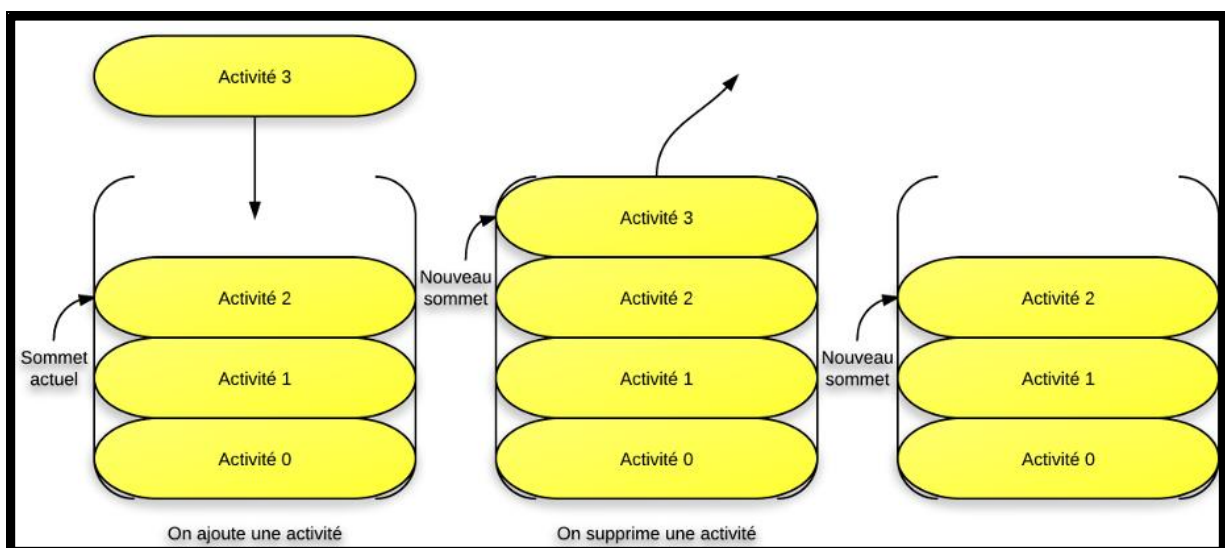 Activité 3
Activité 2
Sommet
actuel
Activité 1
Activité 0
On ajoute une activité
Activité 3
Nouveau
sommet
Activité 2
Activité 1
Activité 0
On supprime une activité
Activité 2
Nouveau
sommet
Activité 1
Activité 0